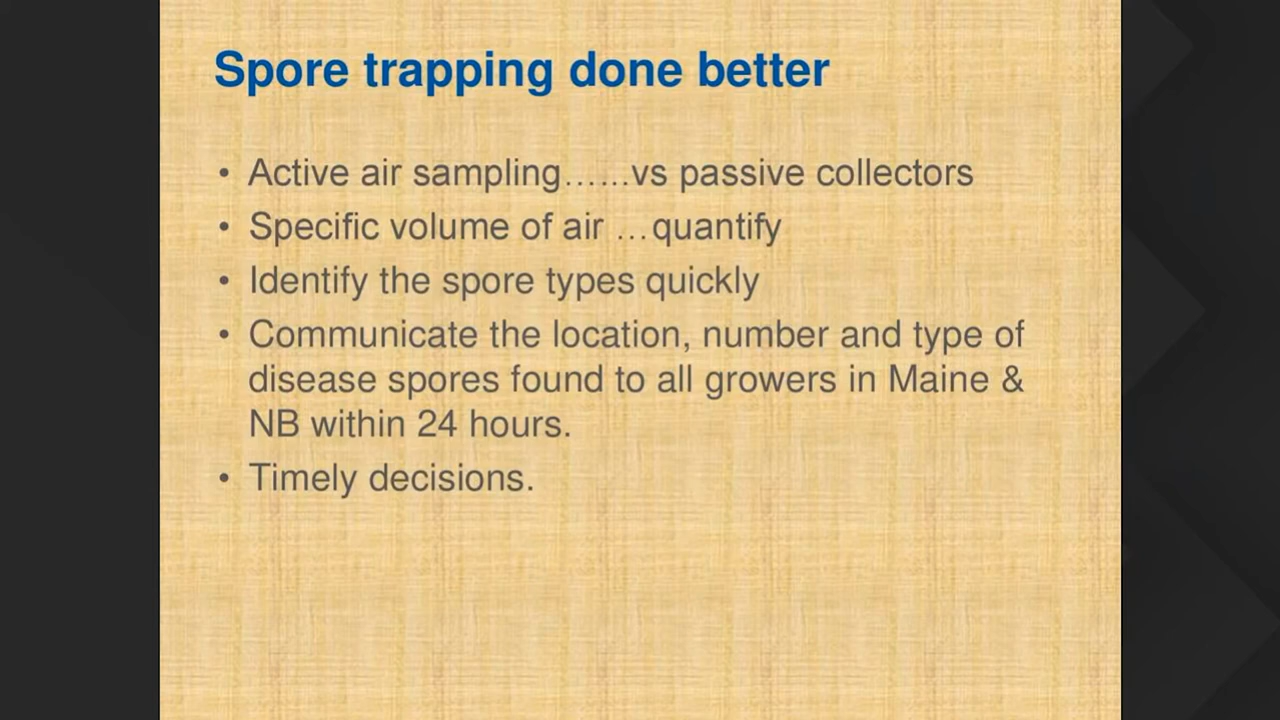 Spore trapping done better
• Active air sampling……vs passive collectors
• Specific volume of air …quantify
• Identify the spore types quickly
• Communicate the location, number and type of
disease spores found to all growers in Maine &
NB within 24 hours.
• Timely decisions.